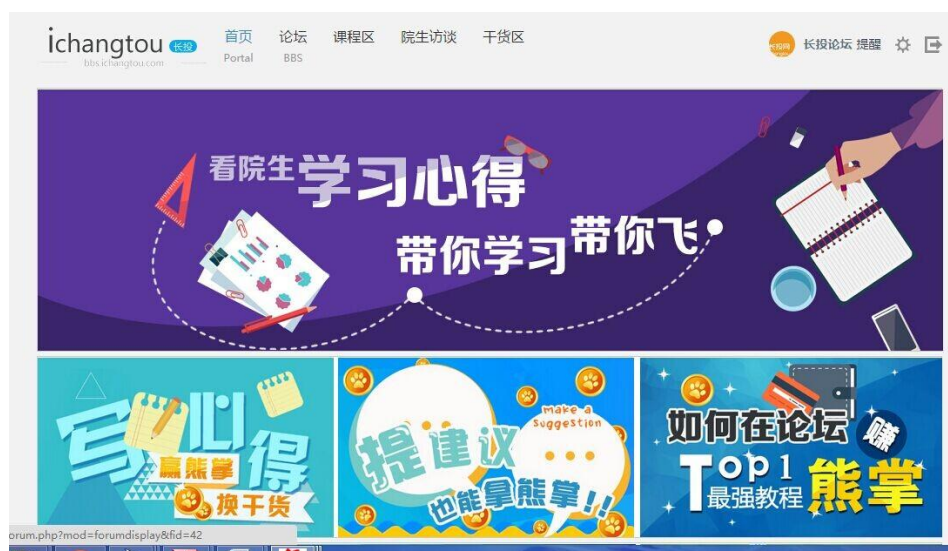 ichangtou 长投
bbs.ichangtou.com
首页 论坛 课程区 院生访谈 干货区
Portal BBS
长投网
长投论坛 提醒
看院生学习心得
带你学习带你飞
写心得
赢熊掌
换干货
make a
suggestion
提建议
也能拿熊掌!!
如何在论坛赚
Top1
最强教程
熊掌
orum.php?mod=forumdisplay&fid=42